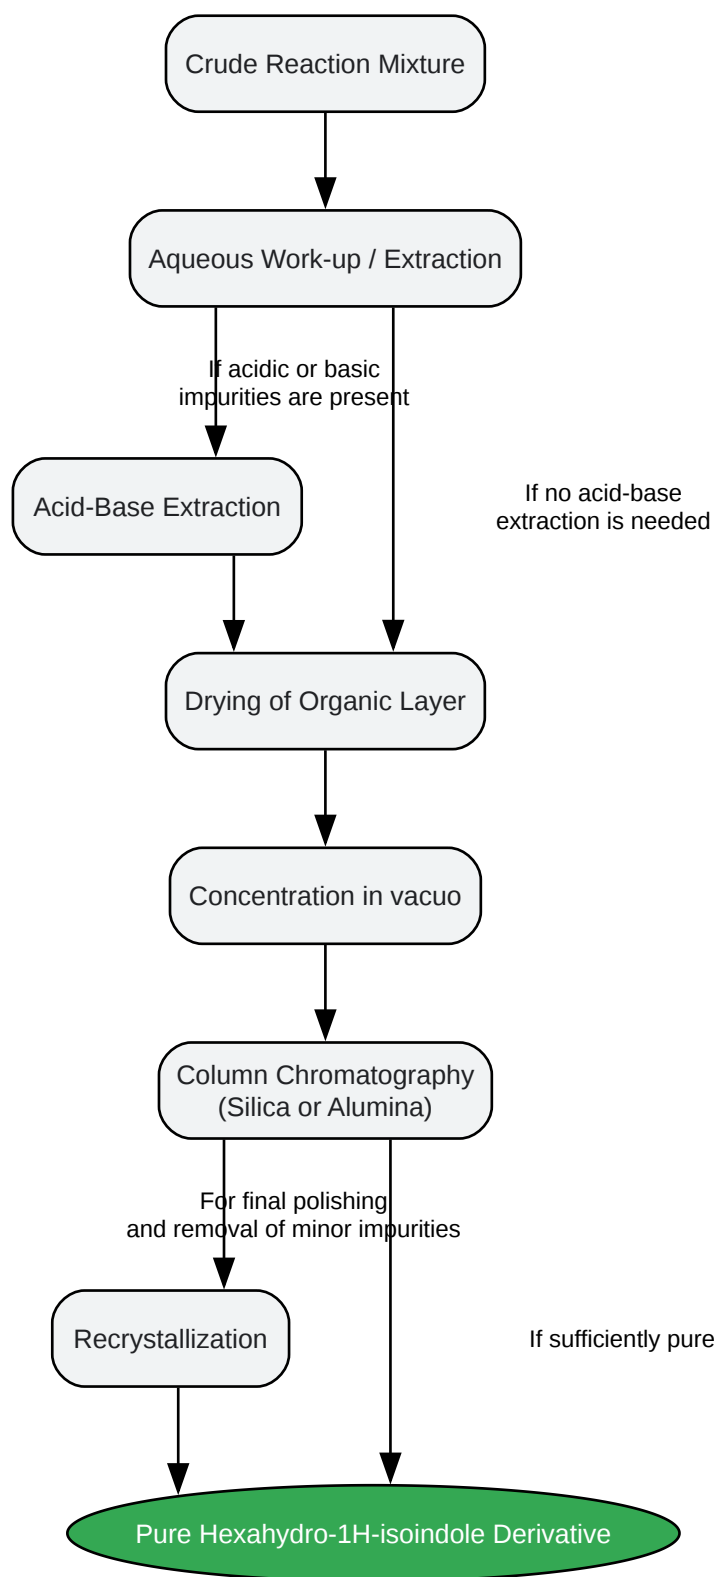 Crude Reaction Mixture
Aqueous Work-up / Extraction
If acidic or basic
impurities are present
Acid-Base Extraction
If no acid-base
extraction is needed
Drying of Organic Layer
Concentration in vacuo
Column Chromatography
(Silica or Alumina)
For final polishing
and removal of minor impurities
Recrystallization
If sufficiently pure
Pure Hexahydro-1H-isoindole Derivative